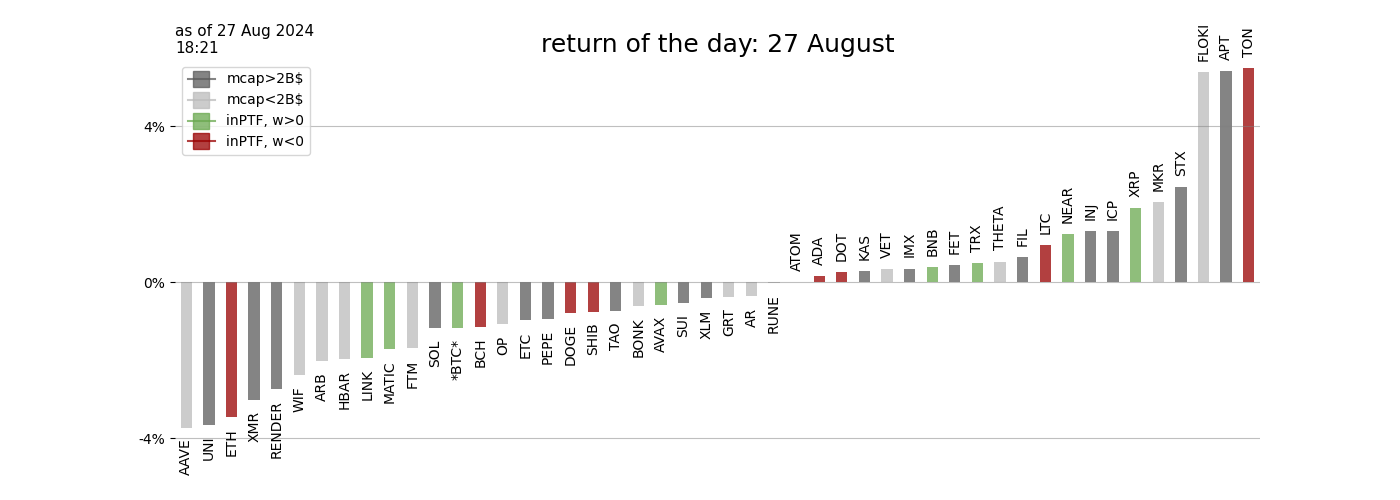 as of 27 Aug 2024
18:21
return of the day: 27 August
mcap>2B$
mcap<2B$
inPTF, w>0
inPTF, w<0
4%
0%
-4%
AAVE
UNI
ETH
XMR
RENDER
WIF
ARB
HBAR
LINK
MATIC
FTM
SOL
*BTC*
BCH
OP
ETC
PEPE
DOGE
SHIB
TAO
BONK
AVAX
SUI
XLM
GRT
AR
RUNE
ATOM
ADA
DOT
KAS
VET
IMX
BNB
FET
TRX
THETA
FIL
LTC
NEAR
INJ
ICP
XRP
MKR
STX
FLOKI
APT
TON